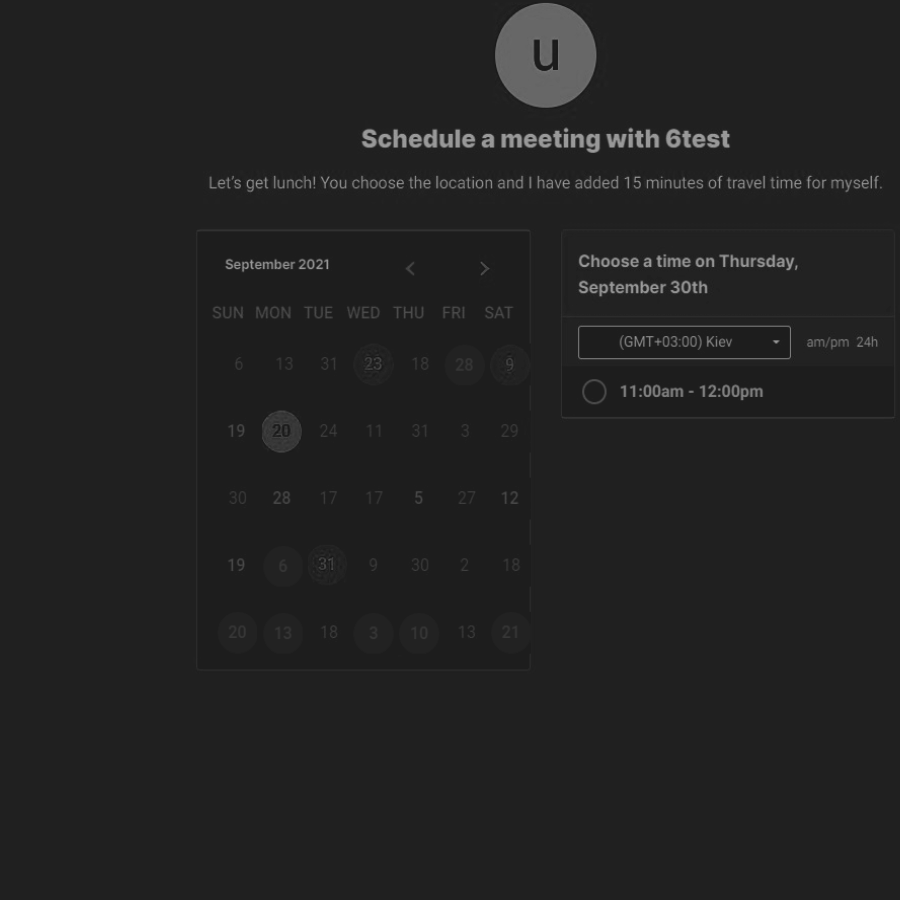 u
Schedule a meeting with 6test
Let's get lunch! You choose the location and I have added 15 minutes of travel time for myself.
September 2021
SUN MON TUE WED THU FRI SAT
6 13 31 23 18 28 9
19 20 24 11 31 3 29
30 28 17 17 5 27 12
19 6 31 9 30 2 18
20 13 18 3 10 13 21
Choose a time on Thursday,
September 30th
(GMT+03:00) Kiev am/pm 24h
11:00am - 12:00pm